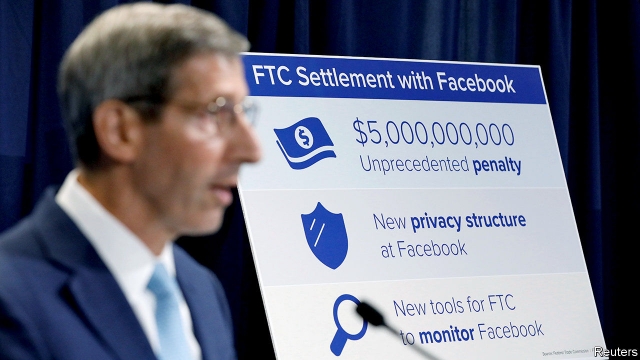 FTC Settlement with Facebook
$5,000,000,000
Unprecedented penalty
New privacy structure
at Facebook
New tools for FTC
to monitor Facebook
Reuters